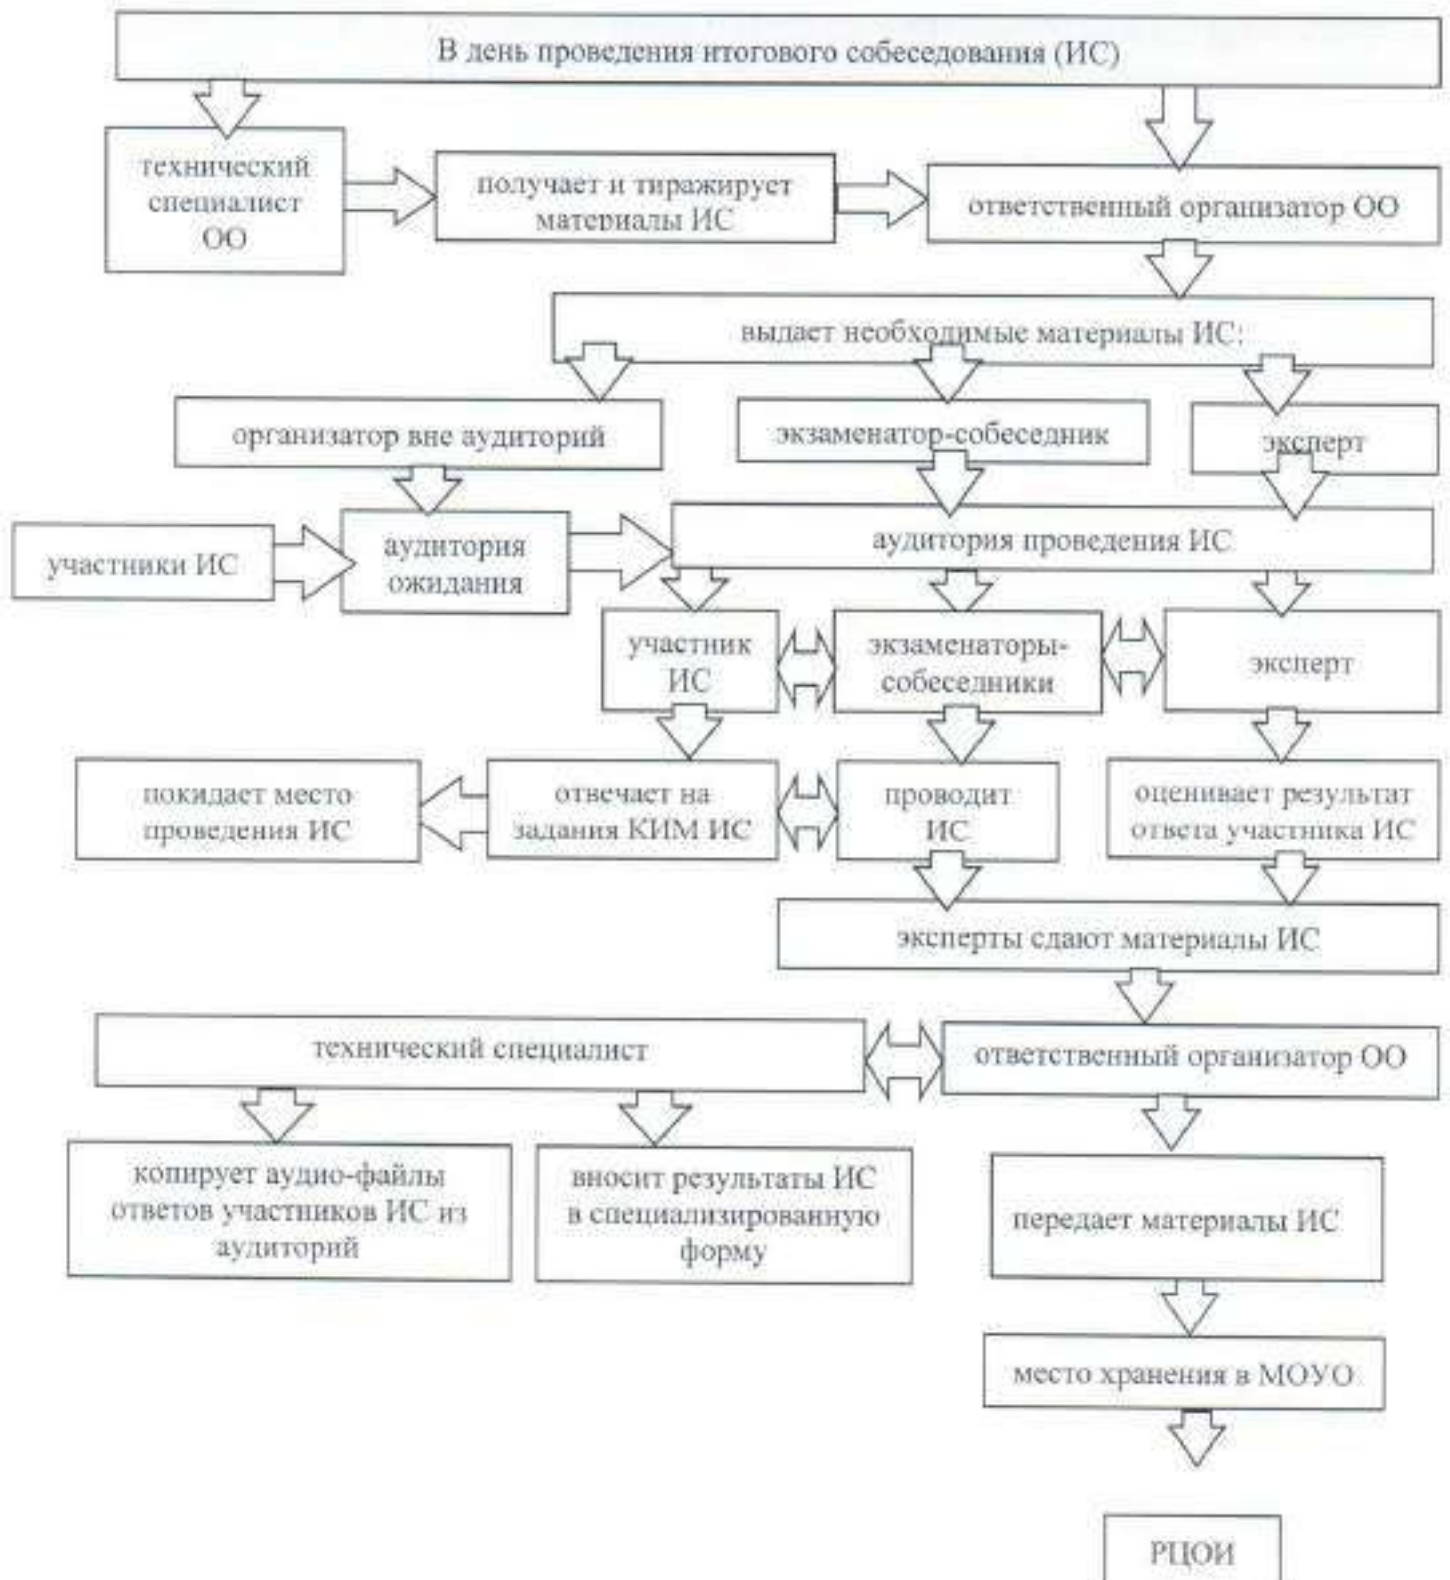 В день проведения итогового собеседования (ИС)
технический
специалист
ОО
получает и тиражирует
материалы ИС
ответственный организатор ОО
выдает необходимые материалы ИС:
организатор вне аудиторий
экзаменатор-собеседник
эксперт
участники ИС
аудитория
ожидания
аудитория проведения ИС
участник
ИС
экзаменаторы-
собеседники
эксперт
покидает место
проведения ИС
отвечает на
задания КИМ ИС
проводит
ИС
оценивает результат
ответа участника ИС
эксперты сдают материалы ИС
технический специалист
ответственный организатор ОО
копирует аудио-файлы
ответов участников ИС из
аудиторий
вносит результаты ИС
в специализированную
форму
передает материалы ИС
место хранения в МОУО
РЦОИ